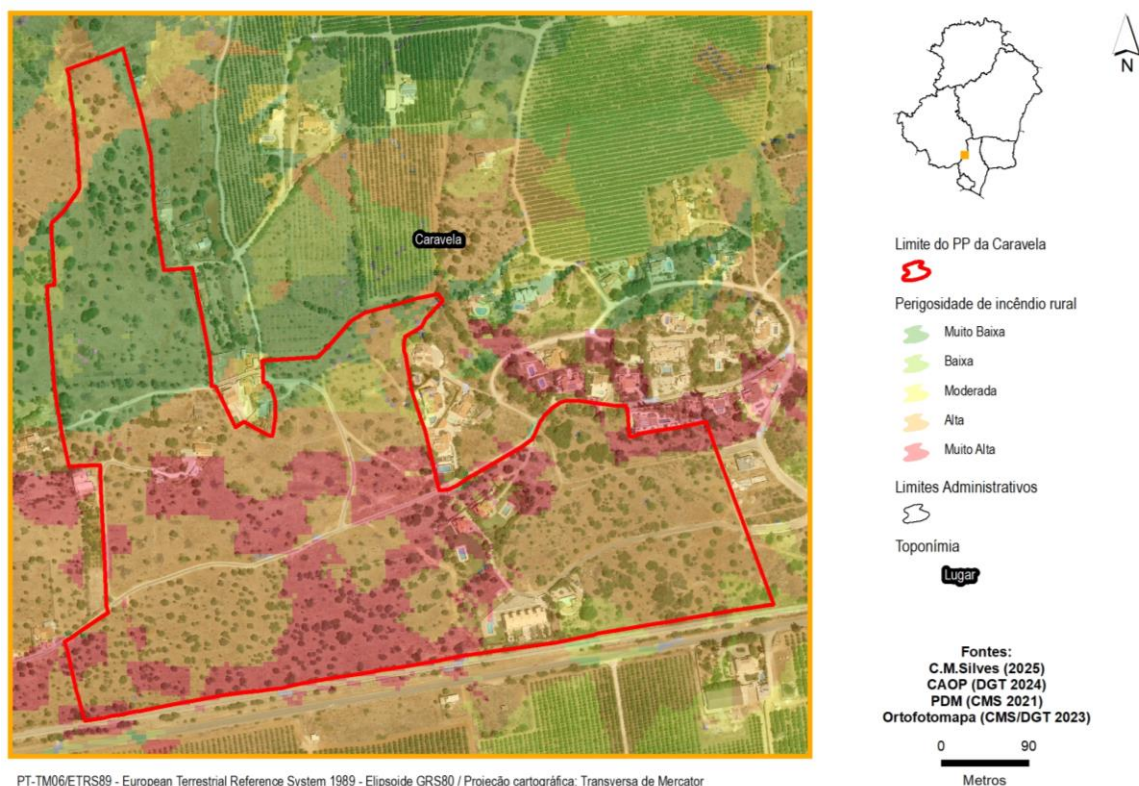 Caravela
N
Limite do PP da Caravela
Perigosidade de incêndio rural
Muito Baixa
Baixa
Moderada
Alta
Muito Alta
Limites Administrativos
Toponímia
Lugar
Fontes:
C.M.Silves (2025)
CAOP (DGT 2024)
PDM (CMS 2021)
Ortofotomapa (CMS/DGT 2023)
0 90
Metros
PT-TM06/ETRS89 - European Terrestrial Reference System 1989 - Elipsoide GRS80 / Projeção cartográfica: Transversa de Mercator